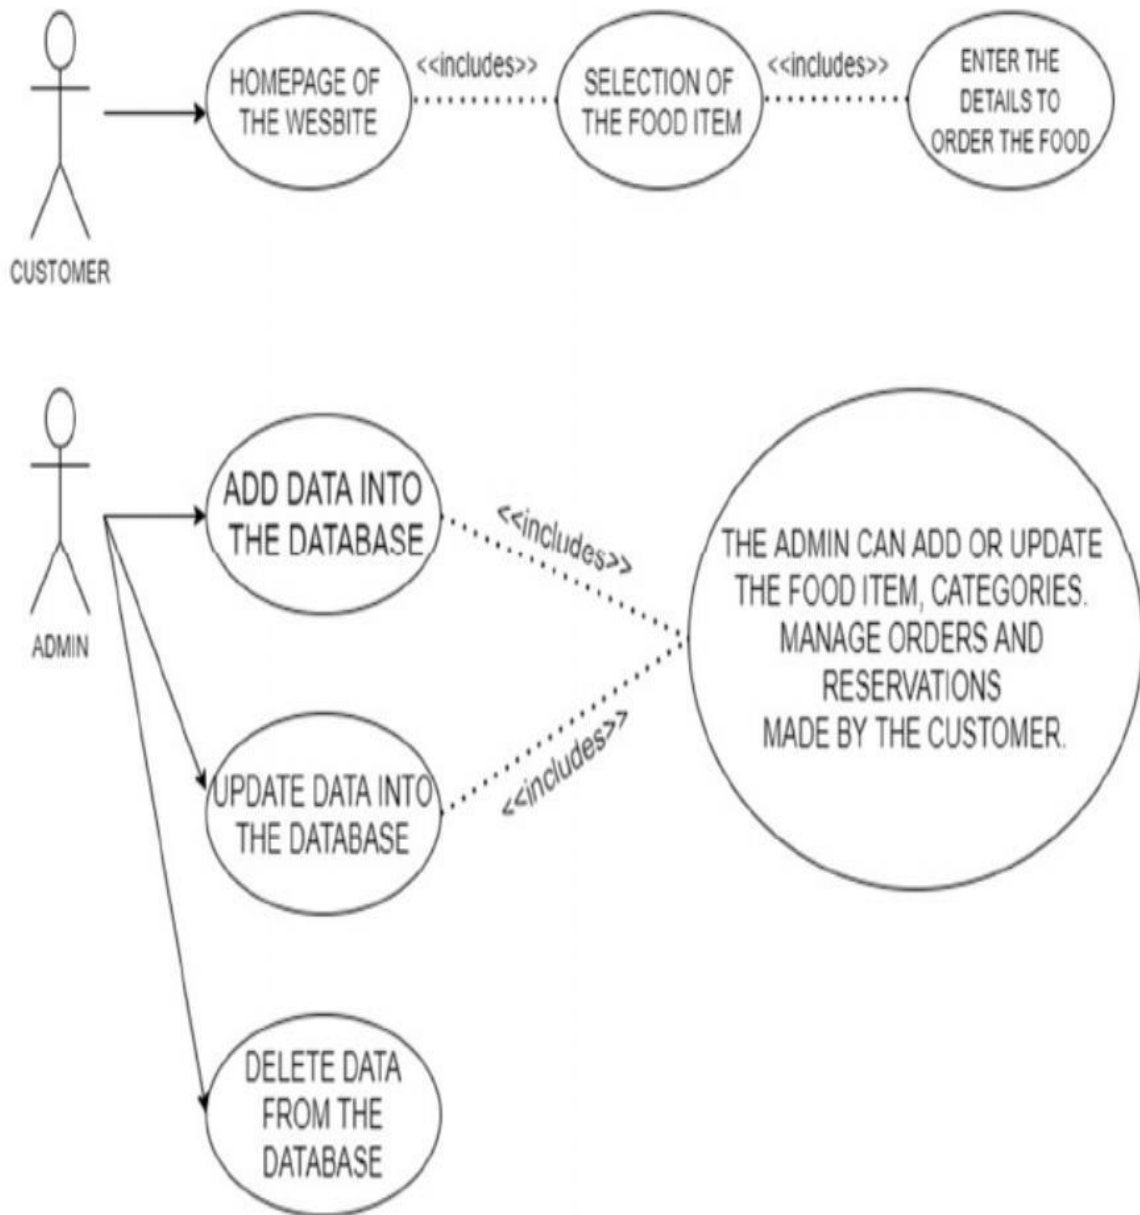 HOMEPAGE OF
THE WESBITE
<<includes>>
SELECTION OF
THE FOOD ITEM
<<includes>>
ENTER THE
DETAILS TO
ORDER THE FOOD
CUSTOMER
ADMIN
ADD DATA INTO
THE DATABASE
<<includes>>
THE ADMIN CAN ADD OR UPDATE
THE FOOD ITEM, CATEGORIES.
MANAGE ORDERS AND
RESERVATIONS
MADE BY THE CUSTOMER.
UPDATE DATA INTO
THE DATABASE
<<includes>>
DELETE DATA
FROM THE
DATABASE